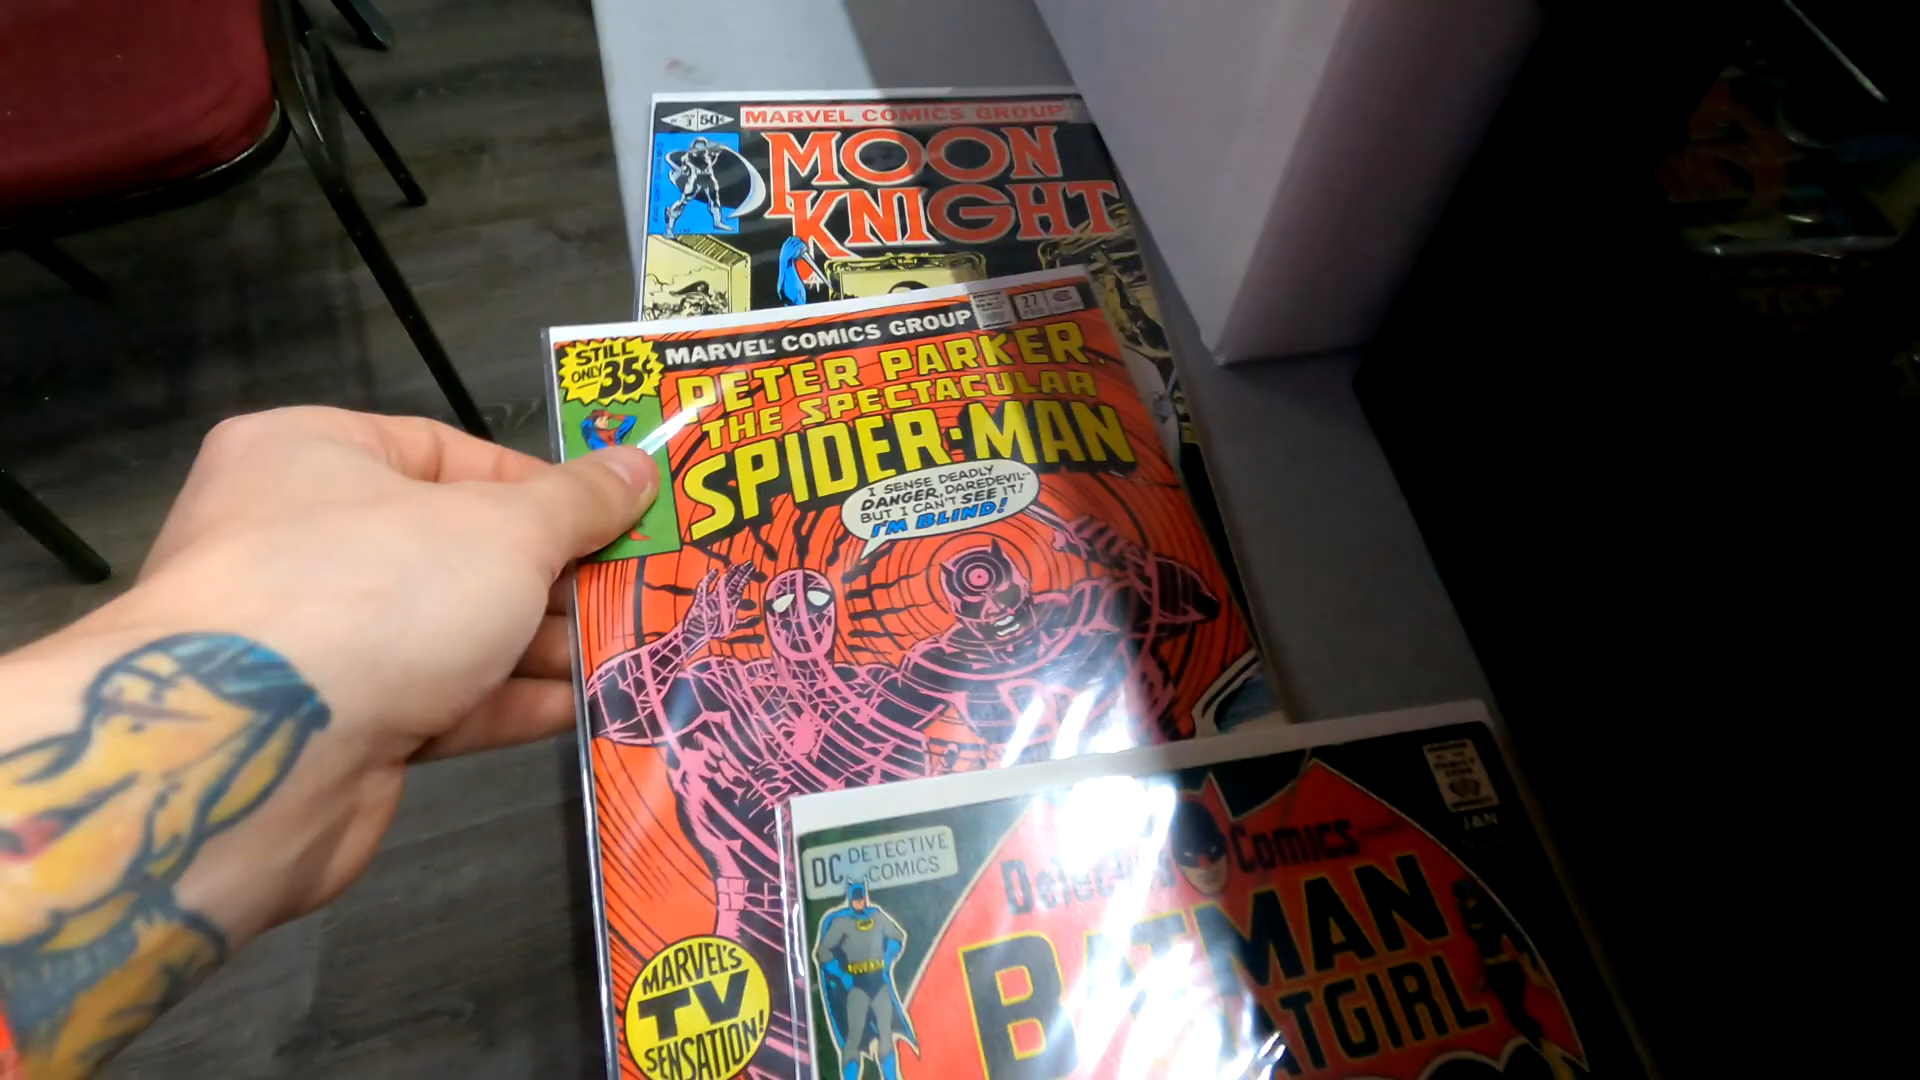 3 50¢
MARVEL COMICS GROUP
MOON
KNIGHT
STILL
ONLY 35¢
MARVEL COMICS GROUP
27
PETER PARKER,
THE SPECTACULAR
SPIDER-MAN
I SENSE DEADLY
DANGER, DAREDEVIL--
BUT I CAN'T SEE IT!
I'M BLIND!
MARVEL'S
TV
SENSATION!
DC DETECTIVE
COMICS
JAN
Detective Comics
BATMAN
BATGIRL